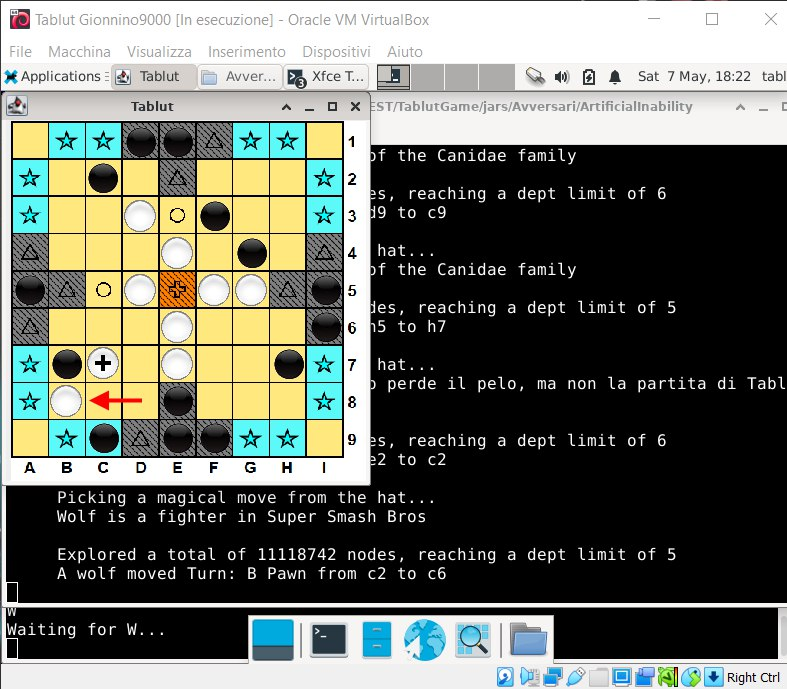 Tablut Gionnino9000 [In esecuzione] - Oracle VM VirtualBox
File Macchina Visualizza Inserimento Dispositivi Aiuto
Applications Tablut Avver... Xfce T... Sat 7 May, 18:22 tabl
Tablut
EST/TablutGame/jars/Avversari/ArtificialInability
1
2
3
4
5
6
7
8
9
A B C D E F G H I
of the Canidae family
es, reaching a dept limit of 6
d9 to c9
hat...
of the Canidae family
des, reaching a dept limit of 5
h5 to h7
hat...
o perde il pelo, ma non la partita di Tabl
es, reaching a dept limit of 6
e2 to c2
Picking a magical move from the hat...
Wolf is a fighter in Super Smash Bros
Explored a total of 11118742 nodes, reaching a dept limit of 5
A wolf moved Turn: B Pawn from c2 to c6
W
Waiting for W...
Right Ctrl